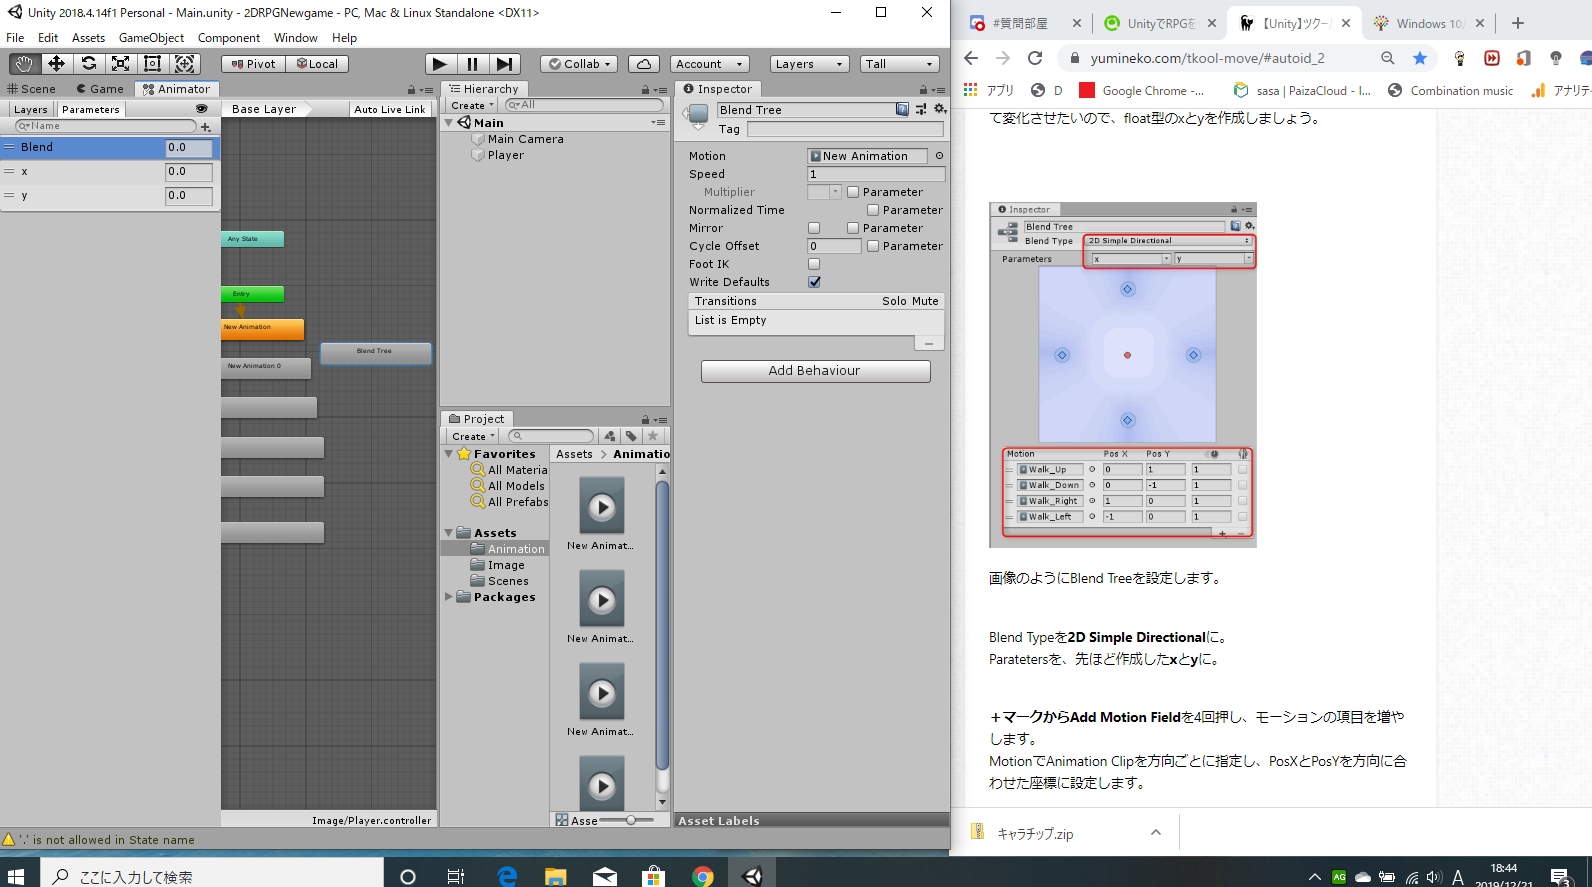 Unity 2018.4.14f1 Personal - Main.unity - 2DRPGNewgame - PC, Mac & Linux Standalone <DX11>
File Edit Assets GameObject Component Window Help
Pivot Local Collab Account Layers Tall
Scene Game Animator
Layers Parameters Base Layer Auto Live Link
Name
Blend 0.0
x 0.0
y 0.0
Any State
Entry
New Animation
Blend Tree
New Animation 0
Image/Player.controller
'.' is not allowed in State name
Hierarchy
Create All
Main
Main Camera
Player
Project
Create
Favorites
All Materia
All Models
All Prefabs
Assets
Animation
Image
Scenes
Packages
Assets > Animatio
New Animat...
New Animat...
New Animat...
Asse
Inspector
Blend Tree
Tag
Motion New Animation
Speed 1
Multiplier Parameter
Normalized Time Parameter
Mirror Parameter
Cycle Offset 0 Parameter
Foot IK
Write Defaults
Transitions Solo Mute
List is Empty
Add Behaviour
Asset Labels
#質問部屋 UnityでRPGを 【Unity】ツクー Windows 10
yumineko.com/tkool-move/#autoid_2
アプリ D Google Chrome -... sasa | PaizaCloud - I... Combination music アナリテ
て変化させたいので、float型のxとyを作成しましょう。
Inspector
Blend Tree
Blend Type 2D Simple Directional
Parameters x y
Motion Pos X Pos Y
Walk_Up 0 1 1
Walk_Down 0 -1 1
Walk_Right 1 0 1
Walk_Left -1 0 1
画像のようにBlend Treeを設定します。
Blend Typeを2D Simple Directionalに。
Paratetersを、先ほど作成したxとyに。
＋マークからAdd Motion Fieldを4回押し、モーションの項目を増や
します。
MotionでAnimation Clipを方向ごとに指定し、PosXとPosYを方向に合
わせた座標に設定します。
キャラチップ.zip
ここに入力して検索
AG A 18:44
2019/12/21
3